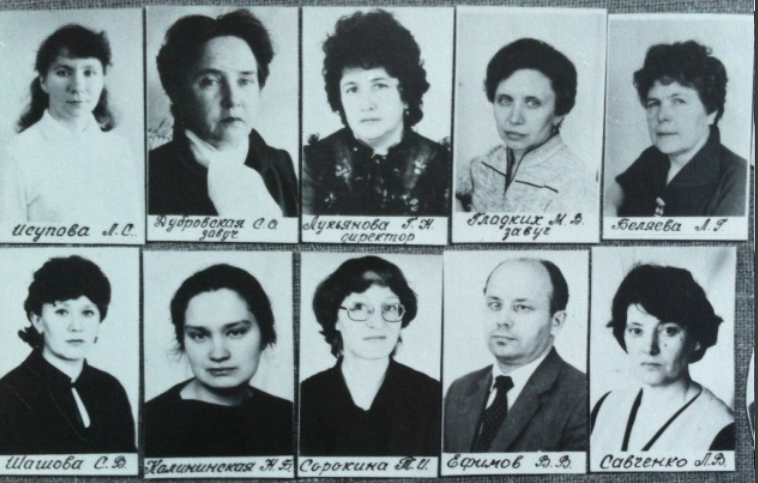 Исупова Л.С.
Дубровская С.О.
завуч
Лукьянова Г.Н.
директор
Гладких М.В.
завуч
Беляева Л.Г.
Шашова С.В.
Калининская Н.Б.
Сорокина Т.И.
Ефимов В.В.
Савченко Л.В.